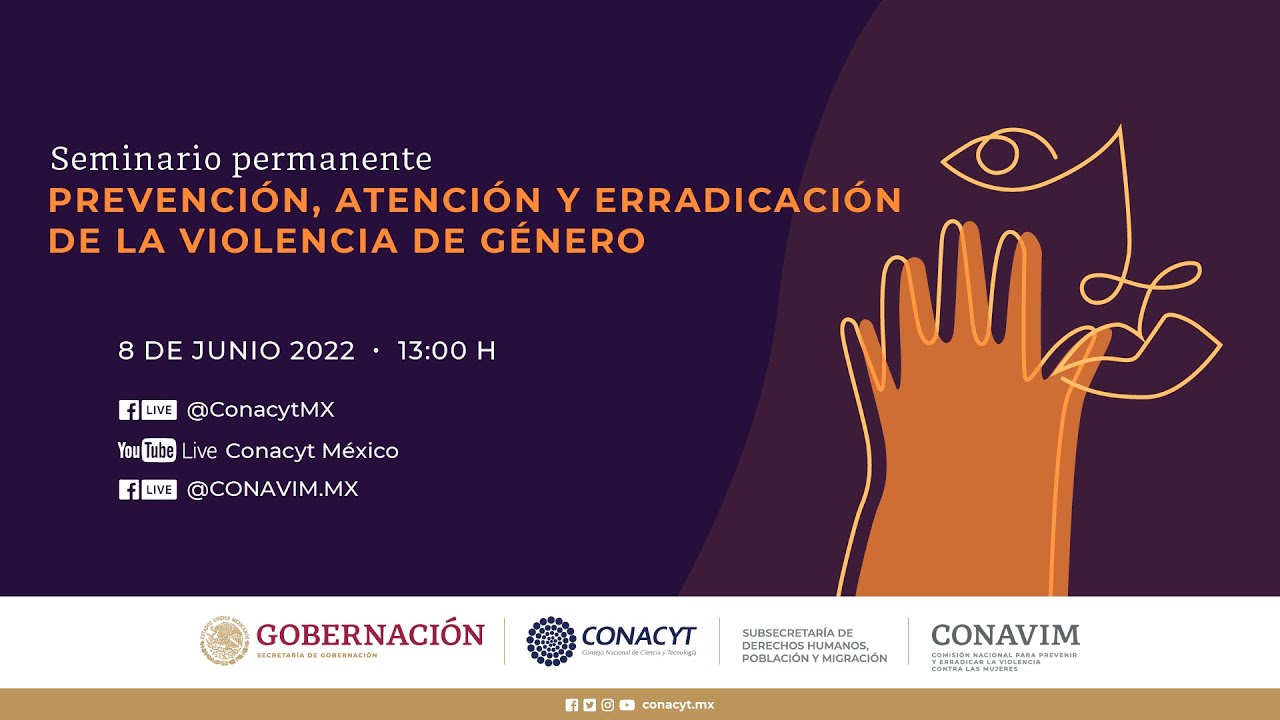 Seminario permanente
PREVENCIÓN, ATENCIÓN Y ERRADICACIÓN
DE LA VIOLENCIA DE GÉNERO
8 DE JUNIO 2022 · 13:00 H
LIVE @ConacytMX
YouTube Live Conacyt México
LIVE @CONAVIM.MX
GOBERNACIÓN
SECRETARÍA DE GOBERNACIÓN
CONACYT
Consejo Nacional de Ciencia y Tecnología
SUBSECRETARÍA DE
DERECHOS HUMANOS,
POBLACIÓN Y MIGRACIÓN
CONAVIM
COMISIÓN NACIONAL PARA PREVENIR
Y ERRADICAR LA VIOLENCIA
CONTRA LAS MUJERES
conacyt.mx